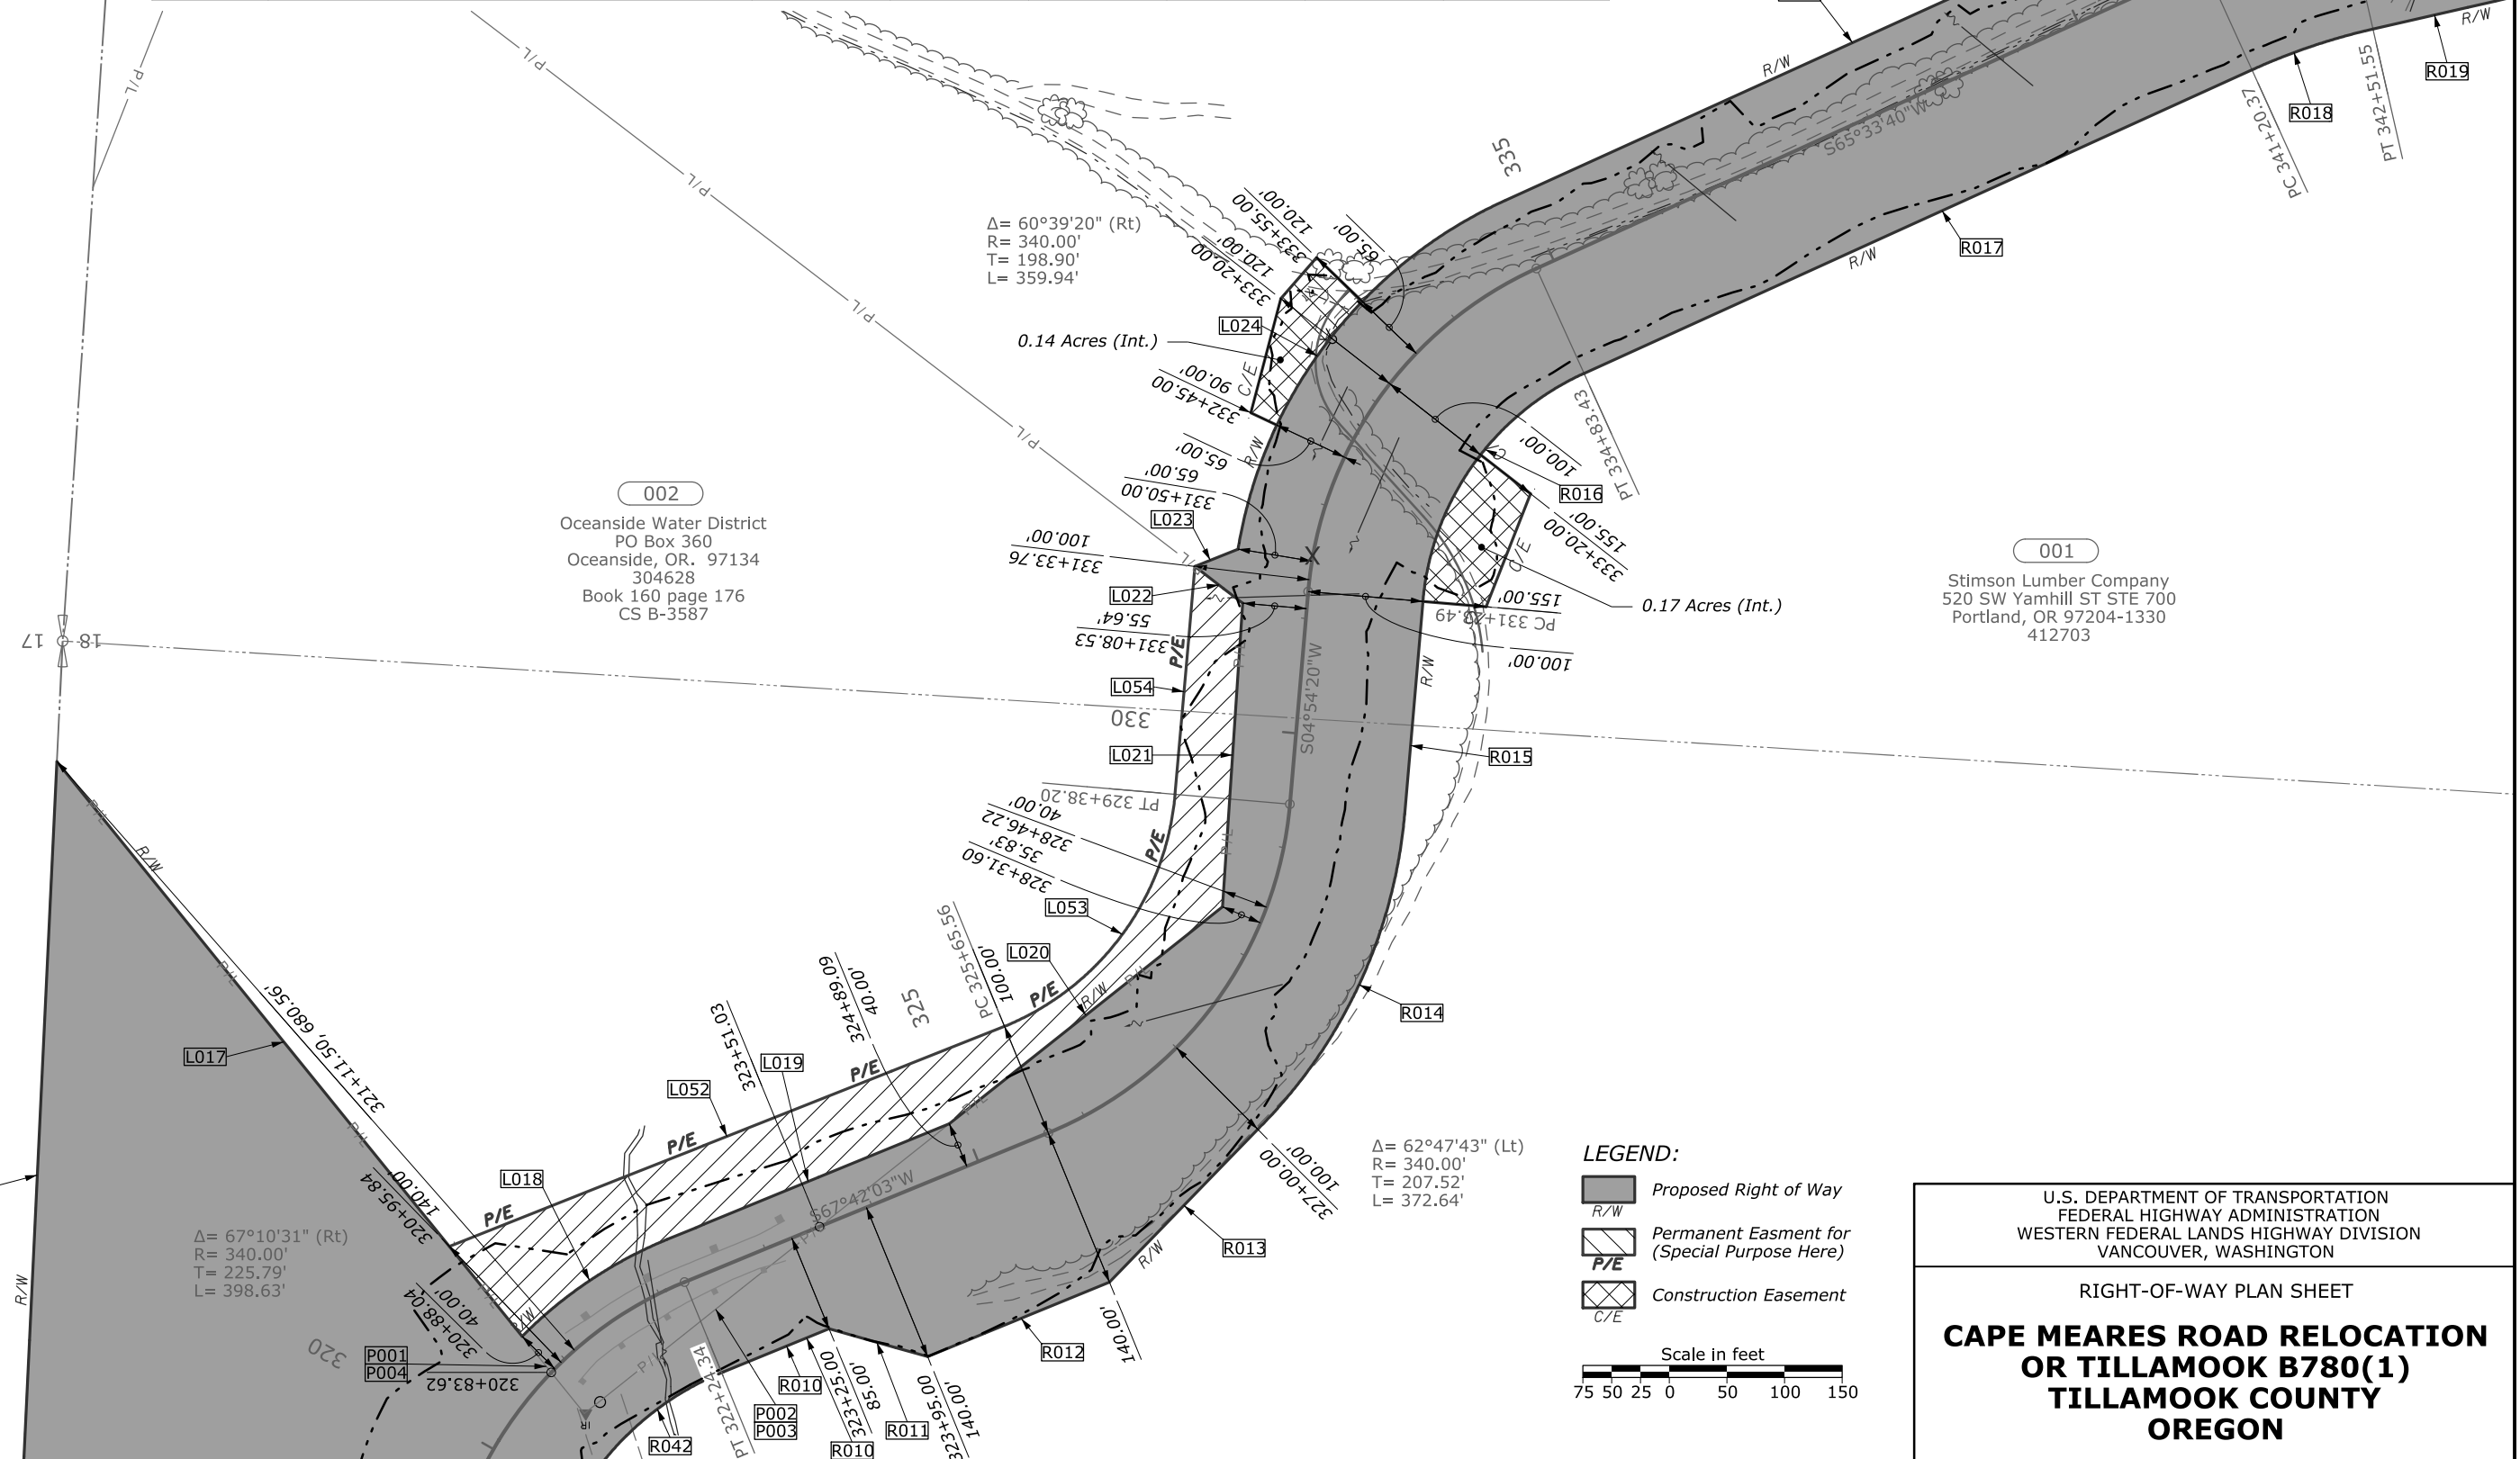 P/L
P/L
P/L
P/L
P/L
R/W
R/W
R/W
R019
R018
R017
PC 341+20.37
PT 342+51.55
S65°33'40"W
335
Δ= 60°39'20" (Rt)
R= 340.00'
T= 198.90'
L= 359.94'
333+55.00
120.00'
333+20.00
120.00'
65.00'
L024
0.14 Acres (Int.)
C/E
332+45.00
90.00'
65.00'
R/W
331+50.00
65.00'
L023
331+33.76
100.00'
L022
331+08.53
55.64'
P/E
L054
330
L021
PT 329+38.20
328+46.22
40.00'
328+31.60
35.83'
P/E
L053
L020
S04°54'20"W
PT 334+83.43
100.00'
R016
333+20.00
155.00'
C/E
0.17 Acres (Int.)
155.00'
PC 331+23.49
100.00'
R/W
R015
R014
002
Oceanside Water District
PO Box 360
Oceanside, OR.  97134
304628
Book 160 page 176
CS B-3587
001
Stimson Lumber Company
520 SW Yamhill ST STE 700
Portland, OR 97204-1330
412703
17
18
R/W
P/L
P/L
P/L
L017
321+11.50, 680.56'
320+95.84
140.00'
320+88.04
40.00'
P001
P004
320+83.62
320
Δ= 67°10'31" (Rt)
R= 340.00'
T= 225.79'
L= 398.63'
R/W
L018
P/E
P/E
P/E
P/E
L052
L019
323+51.03
324+89.09
40.00'
325
PC 325+65.56
100.00'
R/W
P/L
R/W
S67°42'03"W
P/L
P/L
PT 322+24.34
P002
P003
R042
R010
323+25.00
85.00'
R010
R011
323+95.00
140.00'
R012
140.00'
R/W
R013
327+00.00
100.00'
Δ= 62°47'43" (Lt)
R= 340.00'
T= 207.52'
L= 372.64'
LEGEND:
Proposed Right of Way
R/W
Permanent Easment for
(Special Purpose Here)
P/E
Construction Easement
C/E
Scale in feet
75 50 25 0 50 100 150
U.S. DEPARTMENT OF TRANSPORTATION
FEDERAL HIGHWAY ADMINISTRATION
WESTERN FEDERAL LANDS HIGHWAY DIVISION
VANCOUVER, WASHINGTON
RIGHT-OF-WAY PLAN SHEET
CAPE MEARES ROAD RELOCATION
OR TILLAMOOK B780(1)
TILLAMOOK COUNTY
OREGON